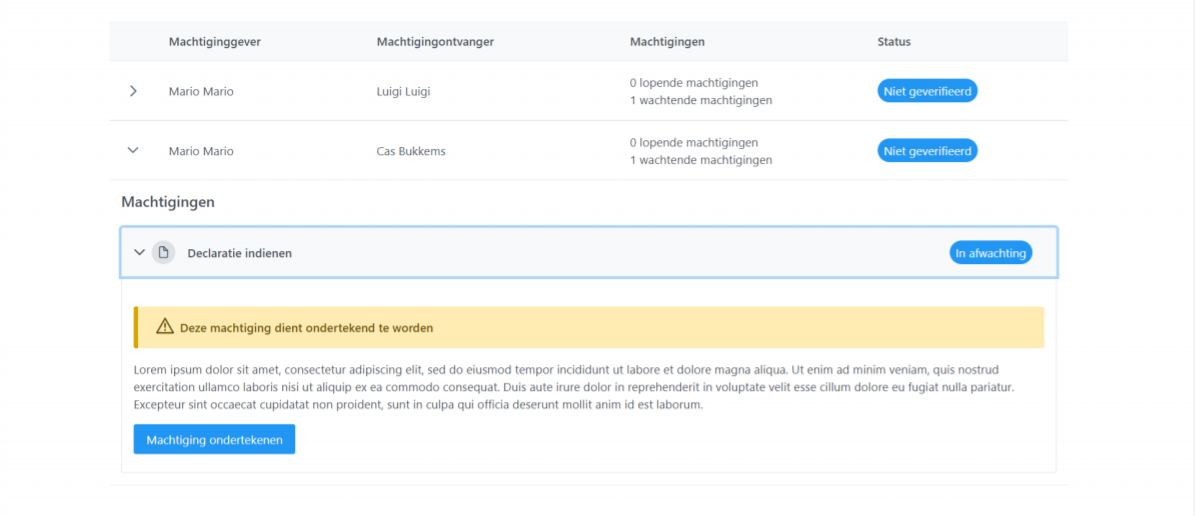 Machtiginggever Machtigingontvanger Machtigingen Status
Mario Mario Luigi Luigi 0 lopende machtigingen Niet geverifieerd
1 wachtende machtigingen
Mario Mario Cas Bukkems 0 lopende machtigingen Niet geverifieerd
1 wachtende machtigingen
Machtigingen
Declaratie indienen In afwachting
Deze machtiging dient ondertekend te worden
Lorem ipsum dolor sit amet, consectetur adipiscing elit, sed do eiusmod tempor incididunt ut labore et dolore magna aliqua. Ut enim ad minim veniam, quis nostrud
exercitation ullamco laboris nisi ut aliquip ex ea commodo consequat. Duis aute irure dolor in reprehenderit in voluptate velit esse cillum dolore eu fugiat nulla pariatur.
Excepteur sint occaecat cupidatat non proident, sunt in culpa qui officia deserunt mollit anim id est laborum.
Machtiging ondertekenen